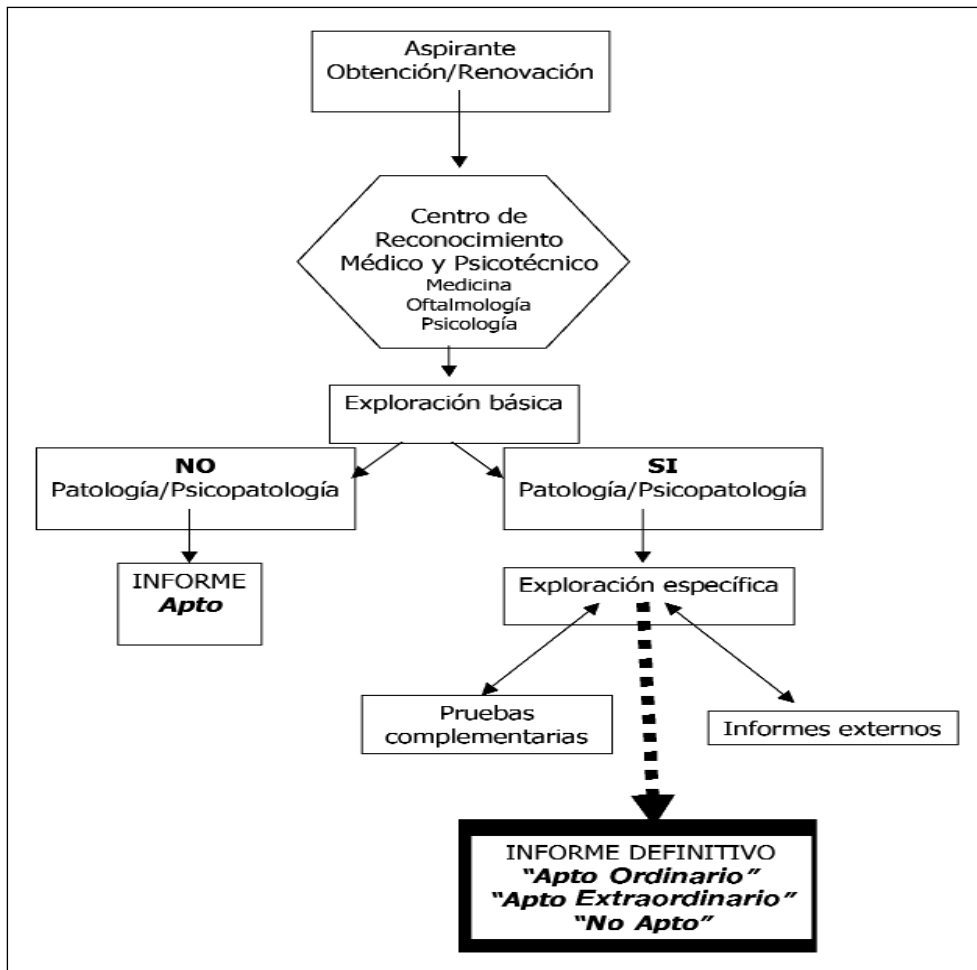 Aspirante
Obtención/Renovación
Centro de
Reconocimiento
Médico y Psicotécnico
Medicina
Oftalmología
Psicología
Exploración básica
NO
Patología/Psicopatología
SI
Patología/Psicopatología
INFORME
Apto
Exploración específica
Pruebas
complementarias
Informes externos
INFORME DEFINITIVO
“Apto Ordinario”
“Apto Extraordinario”
“No Apto”